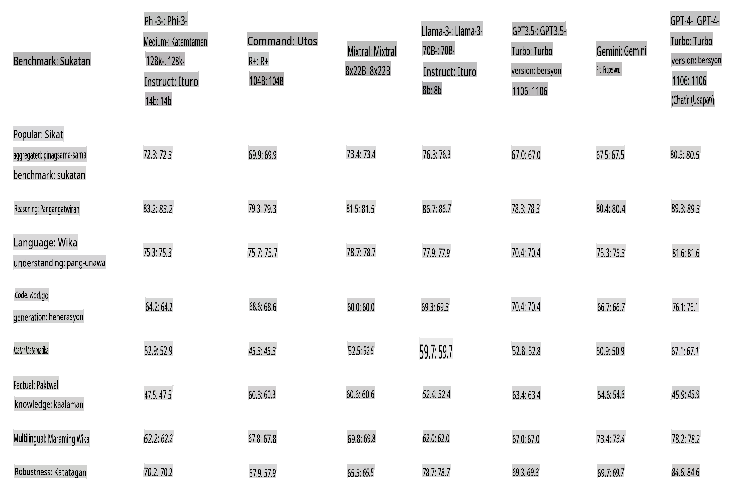 Benchmark: Sukatan
Phi-3-: Phi-3-
Medium-: Katamtaman
128k-: 128k-
Instruct: Ituro
14b: 14b
Command: Utos
R+: R+
104B: 104B
Mixtral: Mixtral
8x22B: 8x22B
Llama-3-: Llama-3-
70B-: 70B-
Instruct: Ituro
8b: 8b
GPT3.5-: GPT3.5-
Turbo: Turbo
version: bersyon
1106: 1106
Gemini: Gemini
GPT-4-: GPT-4-
Turbo: Turbo
version: bersyon
1106: 1106
(Chat):
Popular: Sikat
aggregated: pinagsama-sama
benchmark: sukatan
72.3: 72.3 69.9: 69.9 73.4: 73.4 76.3: 76.3 67.0: 67.0 67.5: 67.5 80.5: 80.5
Reasoning: Pangangatwiran 83.2: 83.2 79.3: 79.3 81.5: 81.5 86.7: 86.7 78.3: 78.3 80.4: 80.4 89.3: 89.3
Language: Wika
understanding: pang-unawa
75.3: 75.3 75.7: 75.7 78.7: 78.7 77.9: 77.9 70.4: 70.4 75.3: 75.3 81.6: 81.6
Code: Kodigo
generation: henerasyon
64.2: 64.2 68.6: 68.6 60.0: 60.0 69.3: 69.3 70.4: 70.4 66.7: 66.7 76.1: 76.1
52.9: 52.9 45.3: 45.3 52.5: 52.5 59.7: 59.7 52.8: 52.8 50.9: 50.9 67.1: 67.1
Factual: Paktwal
knowledge: kaalaman
47.5: 47.5 60.3: 60.3 60.6: 60.6 52.4: 52.4 63.4: 63.4 54.6: 54.6 45.9: 45.9
Multilingual: Maraming Wika 62.2: 62.2 67.8: 67.8 69.8: 69.8 62.0: 62.0 67.0: 67.0 73.4: 73.4 78.2: 78.2
Robustness: Katatagan 70.2: 70.2 57.9: 57.9 65.5: 65.5 78.7: 78.7 69.3: 69.3 69.7: 69.7 84.6: 84.6